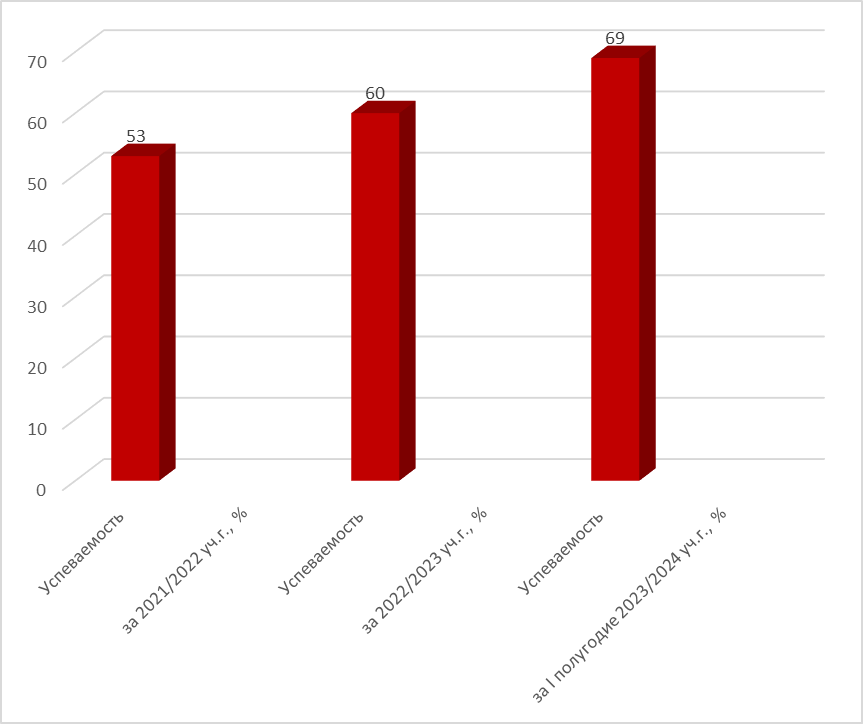 69
60
53
70
60
50
40
30
20
10
0
Успеваемость
за 2021/2022 уч.г., %
Успеваемость
за 2022/2023 уч.г., %
Успеваемость
за I полугодие 2023/2024 уч.г., %